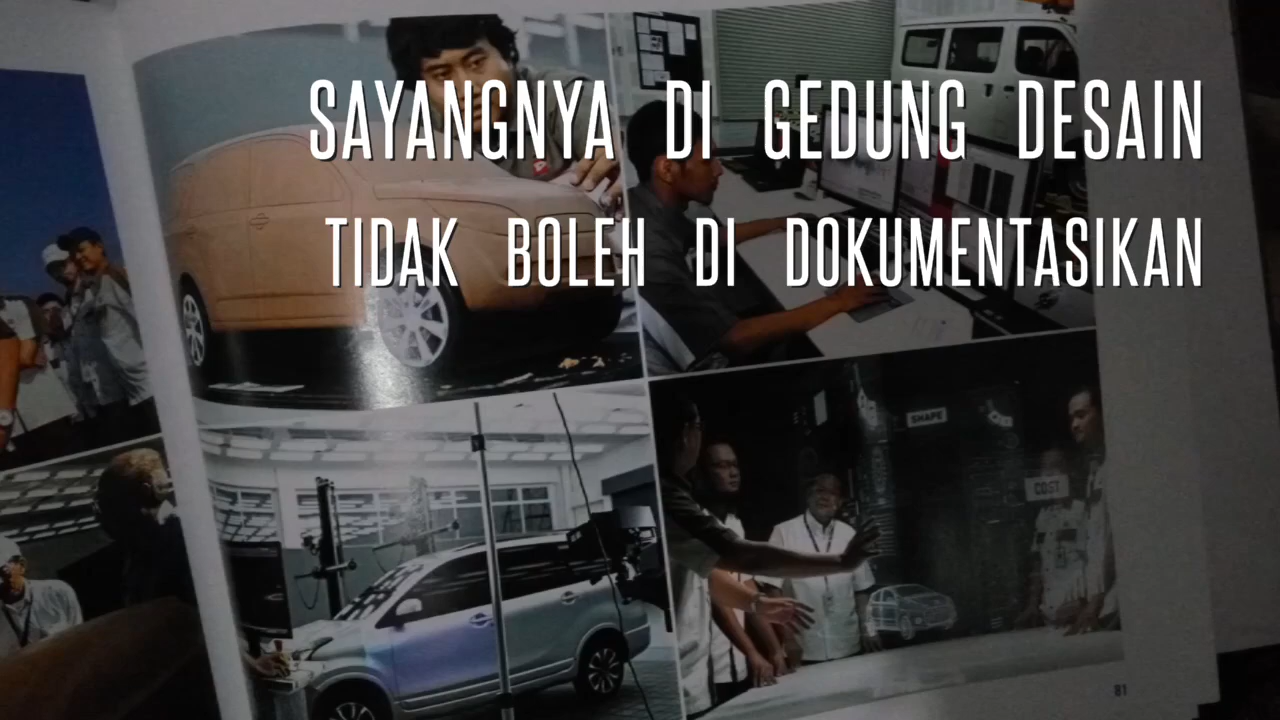 SAYANGNYA DI GEDUNG DESAIN
TIDAK BOLEH DI DOKUMENTASIKAN
SHAPE
COST
81